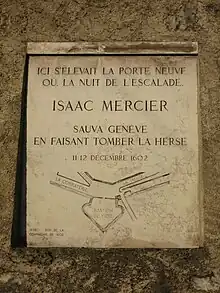 ICI S'ÉLEVAIT LA PORTE NEUVE
OU, LA NUIT DE L'ESCALADE,
ISAAC MERCIER
SAUVA GENÈVE
EN FAISANT TOMBER LA HERSE
11-12 DÉCEMBRE 1602